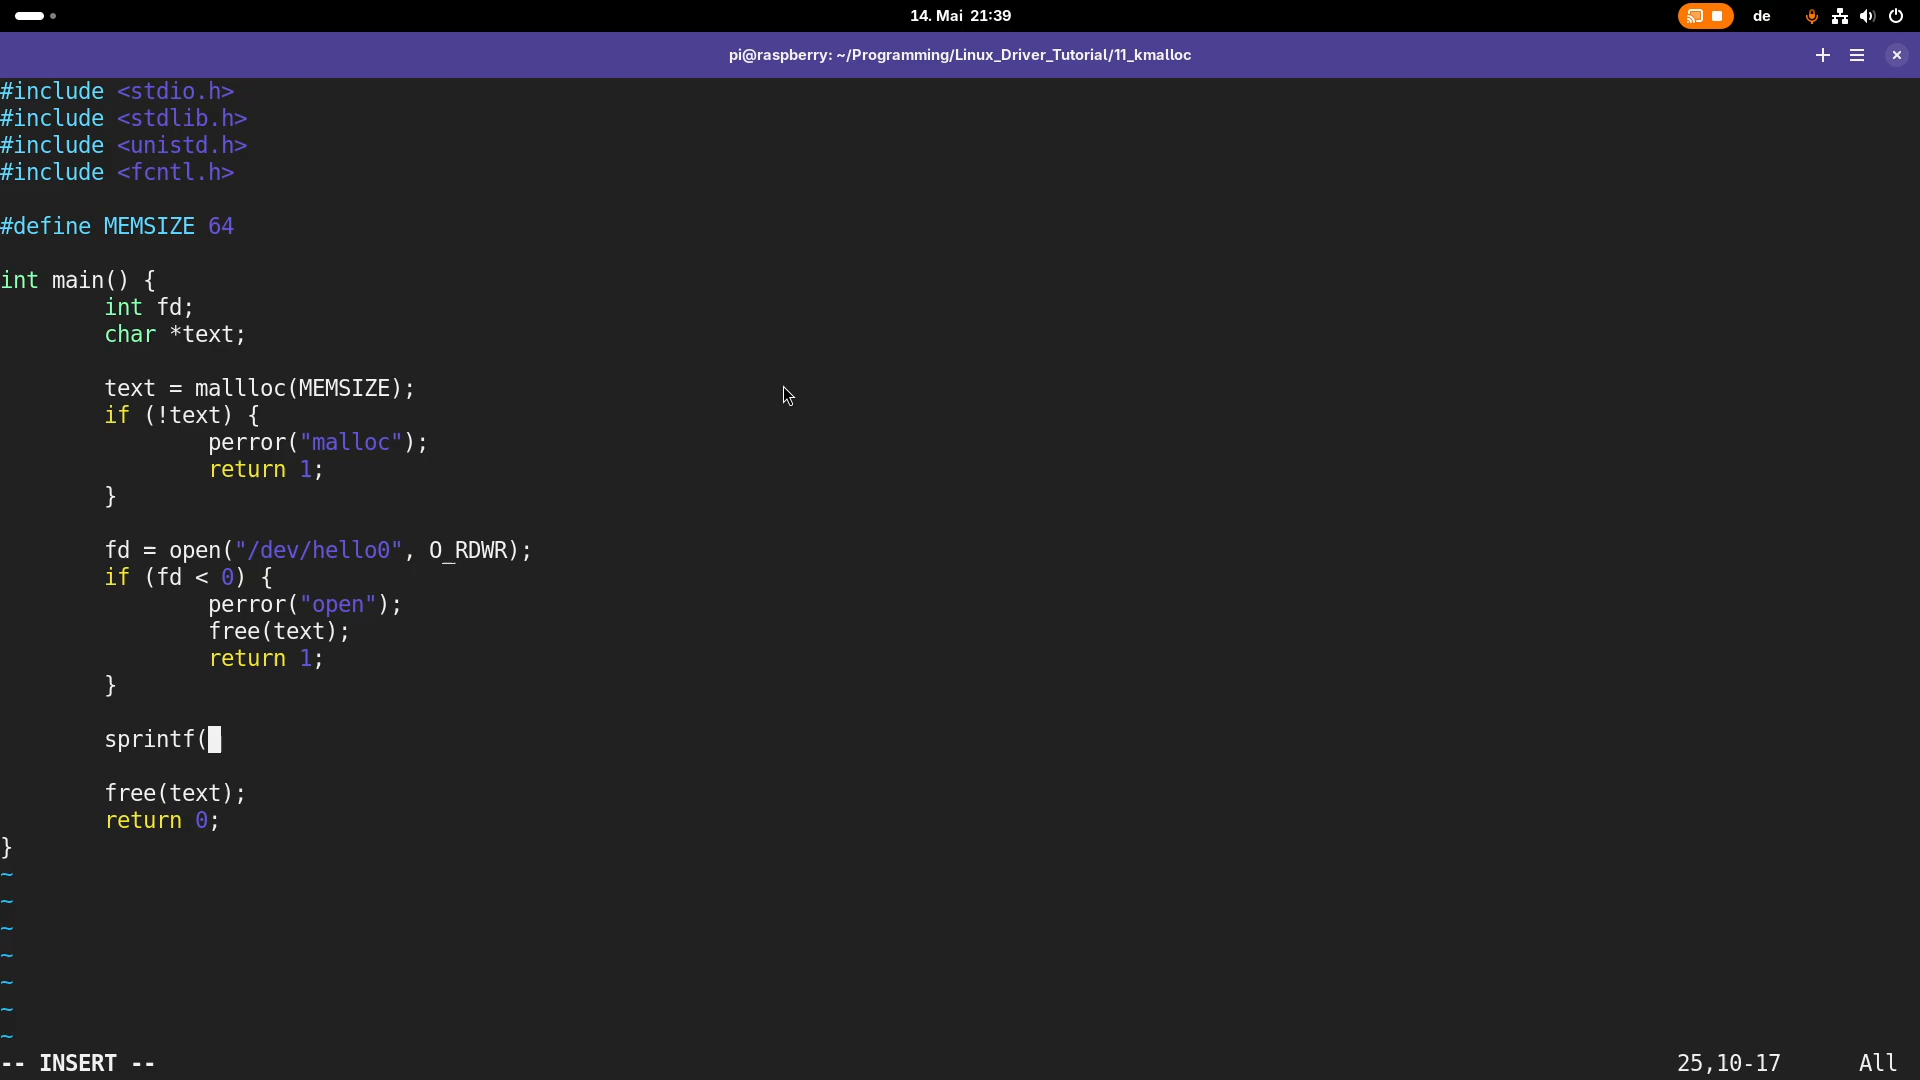 14. Mai 21:39
de
pi@raspberry: ~/Programming/Linux_Driver_Tutorial/11_kmalloc
#include <stdio.h>
#include <stdlib.h>
#include <unistd.h>
#include <fcntl.h>

#define MEMSIZE 64

int main() {
        int fd;
        char *text;

        text = mallloc(MEMSIZE);
        if (!text) {
                perror("malloc");
                return 1;
        }

        fd = open("/dev/hello0", O_RDWR);
        if (fd < 0) {
                perror("open");
                free(text);
                return 1;
        }

        sprintf(

        free(text);
        return 0;
}
~
~
~
~
~
~
~
-- INSERT --
25,10-17
All